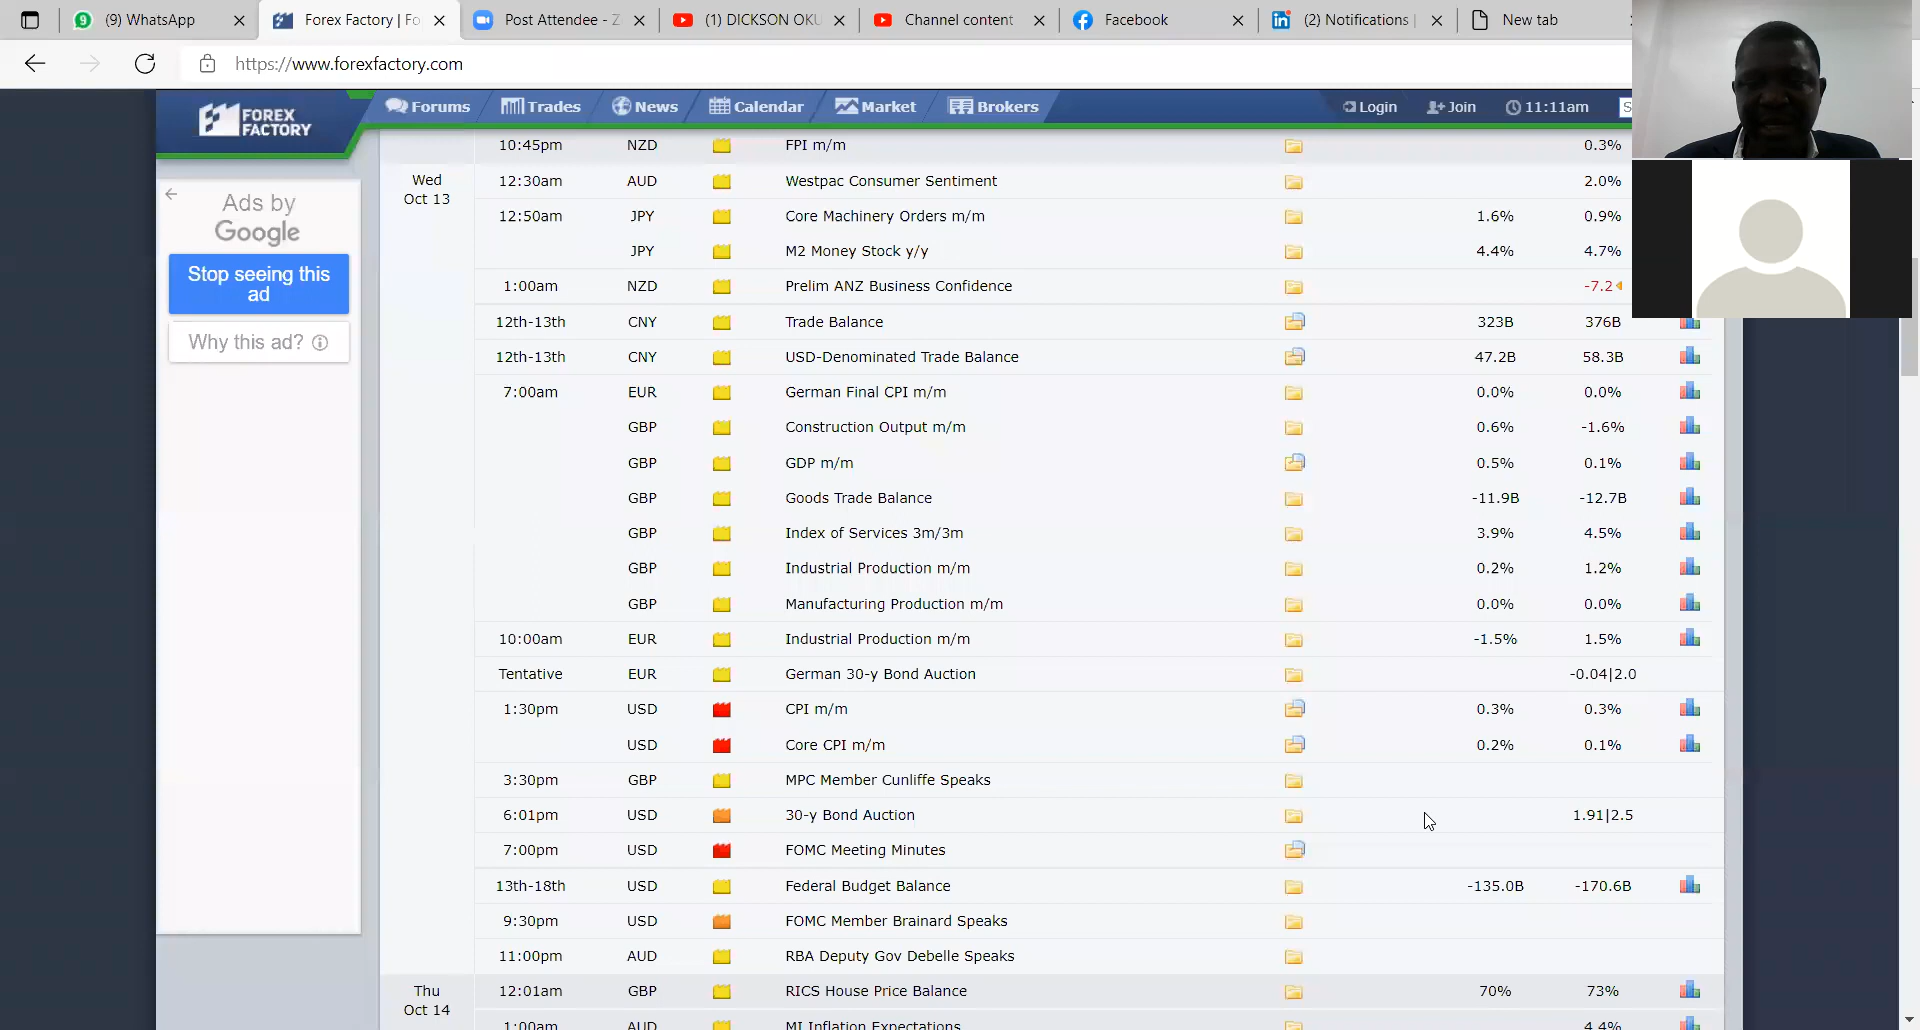 (9) WhatsApp
Forex Factory | Fo
Post Attendee - Z
(1) DICKSON OKU
Channel content
Facebook
(2) Notifications |
New tab
https://www.forexfactory.com
FOREX FACTORY
Forums Trades News Calendar Market Brokers Login Join 11:11am S
Ads by
Google
Stop seeing this
ad
Why this ad?
10:45pm NZD FPI m/m 0.3%
Wed
Oct 13
12:30am AUD Westpac Consumer Sentiment 2.0%
12:50am JPY Core Machinery Orders m/m 1.6% 0.9%
JPY M2 Money Stock y/y 4.4% 4.7%
1:00am NZD Prelim ANZ Business Confidence -7.2
12th-13th CNY Trade Balance 323B 376B
12th-13th CNY USD-Denominated Trade Balance 47.2B 58.3B
7:00am EUR German Final CPI m/m 0.0% 0.0%
GBP Construction Output m/m 0.6% -1.6%
GBP GDP m/m 0.5% 0.1%
GBP Goods Trade Balance -11.9B -12.7B
GBP Index of Services 3m/3m 3.9% 4.5%
GBP Industrial Production m/m 0.2% 1.2%
GBP Manufacturing Production m/m 0.0% 0.0%
10:00am EUR Industrial Production m/m -1.5% 1.5%
Tentative EUR German 30-y Bond Auction -0.04|2.0
1:30pm USD CPI m/m 0.3% 0.3%
USD Core CPI m/m 0.2% 0.1%
3:30pm GBP MPC Member Cunliffe Speaks
6:01pm USD 30-y Bond Auction 1.91|2.5
7:00pm USD FOMC Meeting Minutes
13th-18th USD Federal Budget Balance -135.0B -170.6B
9:30pm USD FOMC Member Brainard Speaks
11:00pm AUD RBA Deputy Gov Debelle Speaks
Thu
Oct 14
12:01am GBP RICS House Price Balance 70% 73%
1:00am AUD MI Inflation Expectations 4.4%